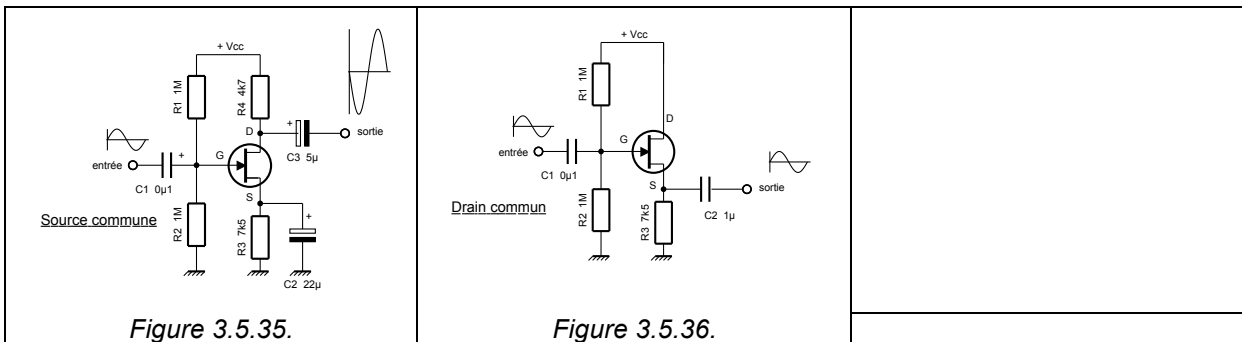 + Vcc
R1 1M
R4 4k7
D
+
sortie
G
C3 5µ
entrée
+
C1 0µ1
S
+
Source commune
R2 1M
R3 7k5
C2 22µ
Figure 3.5.35.
+ Vcc
R1 1M
D
G
entrée
C1 0µ1
S
sortie
C2 1µ
Drain commun
R2 1M
R3 7k5
Figure 3.5.36.